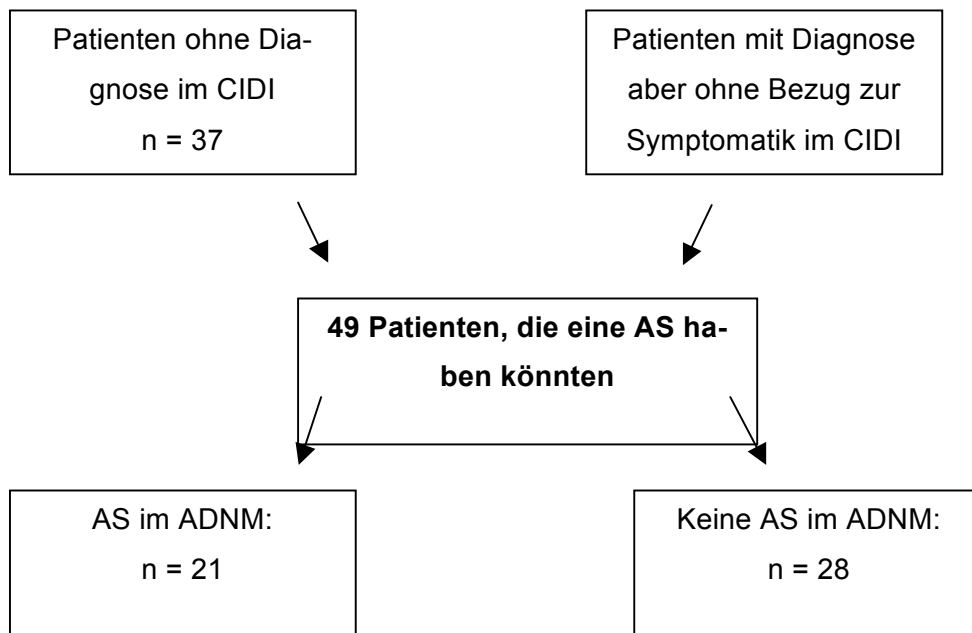 Patienten ohne Dia-
gnose im CIDI
n = 37
Patienten mit Diagnose
aber ohne Bezug zur
Symptomatik im CIDI
49 Patienten, die eine AS ha-
ben könnten
AS im ADNM:
n = 21
Keine AS im ADNM:
n = 28